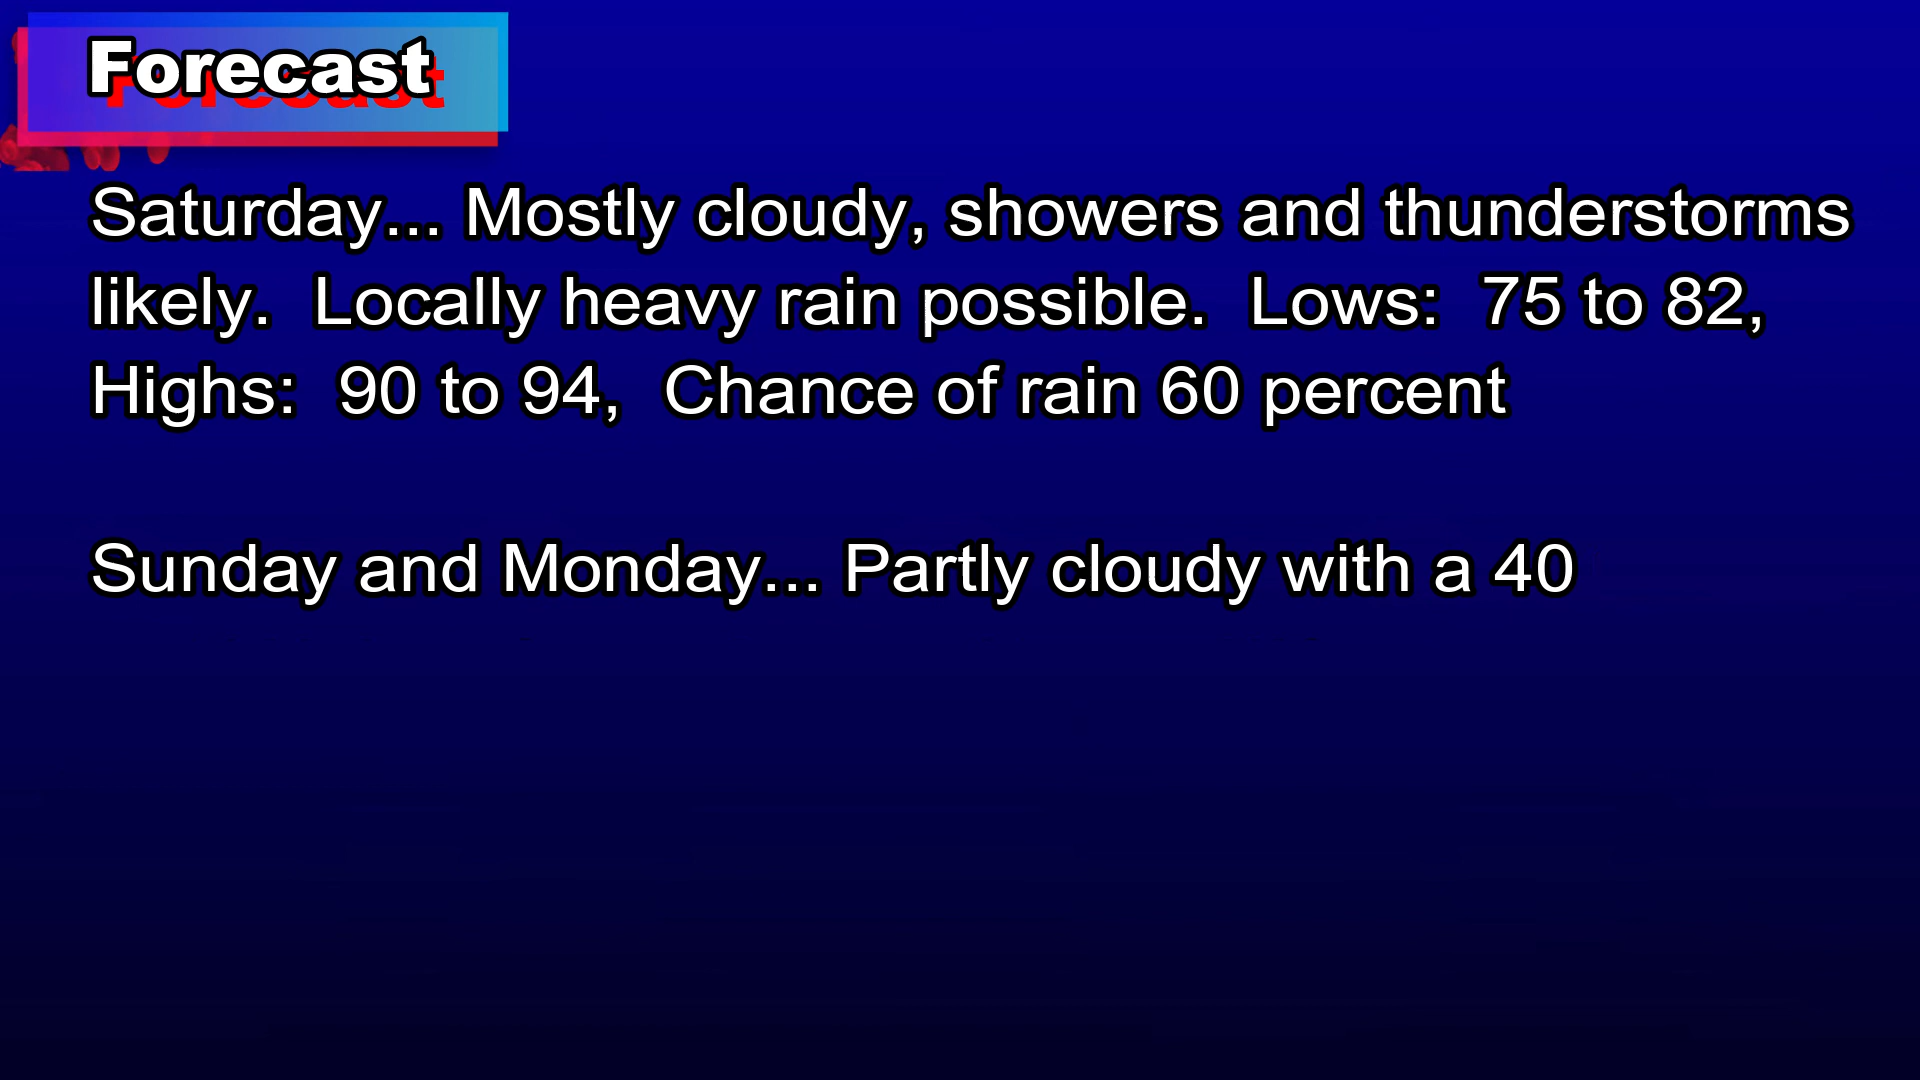 Forecast
Saturday... Mostly cloudy, showers and thunderstorms
likely.  Locally heavy rain possible.  Lows:  75 to 82,
Highs:  90 to 94,  Chance of rain 60 percent
Sunday and Monday... Partly cloudy with a 40